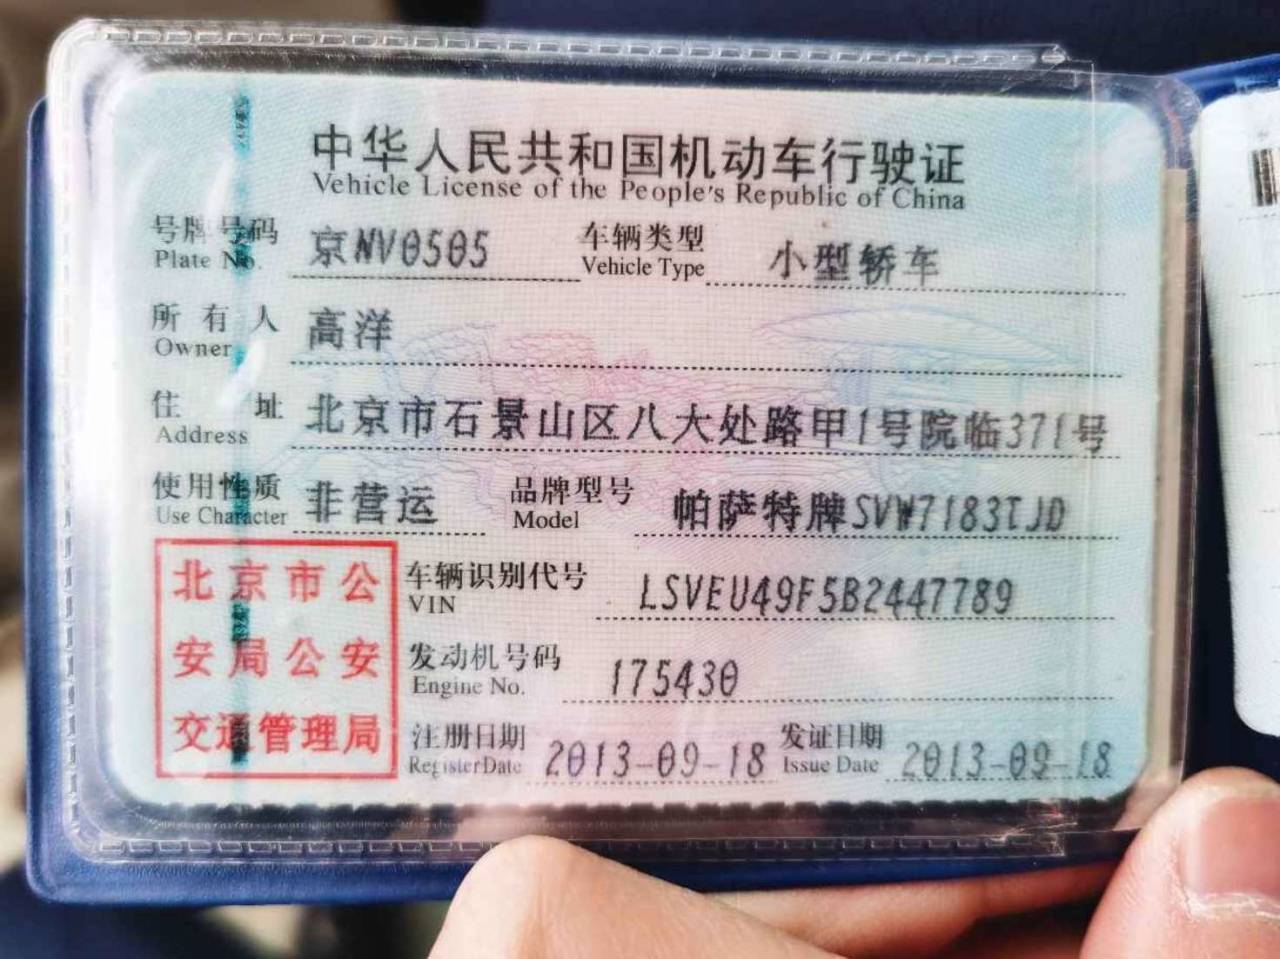 中华人民共和国机动车行驶证
Vehicle License of the People's Republic of China
号牌号码 京NV0505 车辆类型 小型轿车
Plate No. Vehicle Type
所有人 高洋
Owner
住址 北京市石景山区八大处路甲1号院临371号
Address
使用性质 非营运 品牌型号 帕萨特牌SVW7183TJD
Use Character Model
北京市公
安局公安
交通管理局
车辆识别代号 LSVEU49F5B2447789
VIN
发动机号码 175430
Engine No.
注册日期 2013-09-18 发证日期 2013-09-18
Register Date Issue Date